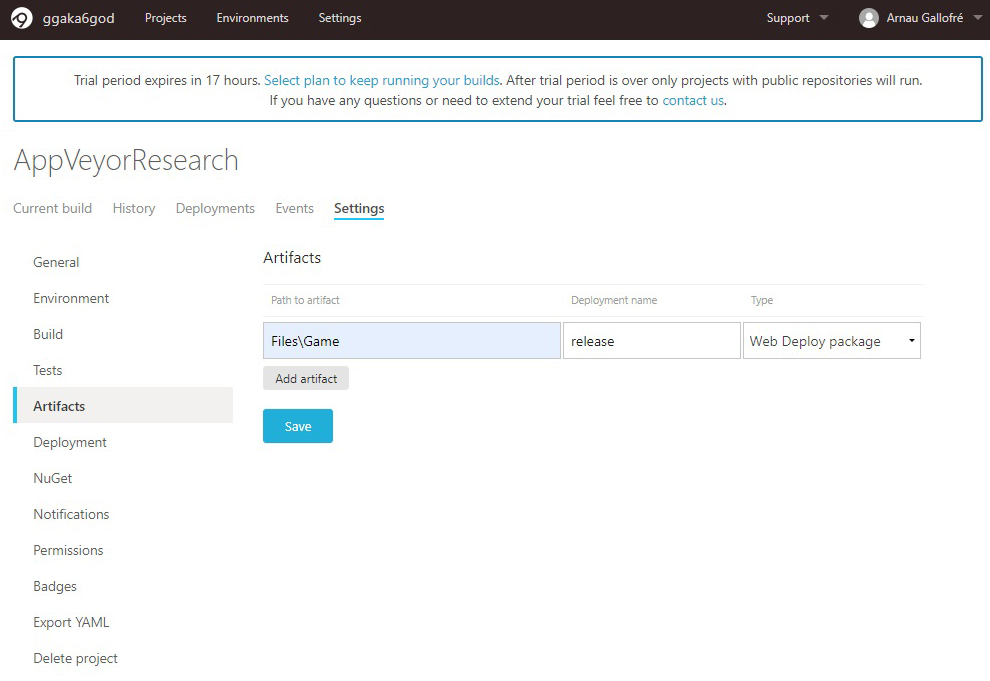 ggaka6god Projects Environments Settings Support Arnau Gallofré
Trial period expires in 17 hours. Select plan to keep running your builds. After trial period is over only projects with public repositories will run.
If you have any questions or need to extend your trial feel free to contact us.
AppVeyorResearch
Current build History Deployments Events Settings
General
Environment
Build
Tests
Artifacts
Deployment
NuGet
Notifications
Permissions
Badges
Export YAML
Delete project
Artifacts
Path to artifact Deployment name Type
Files\Game release Web Deploy package
Add artifact
Save